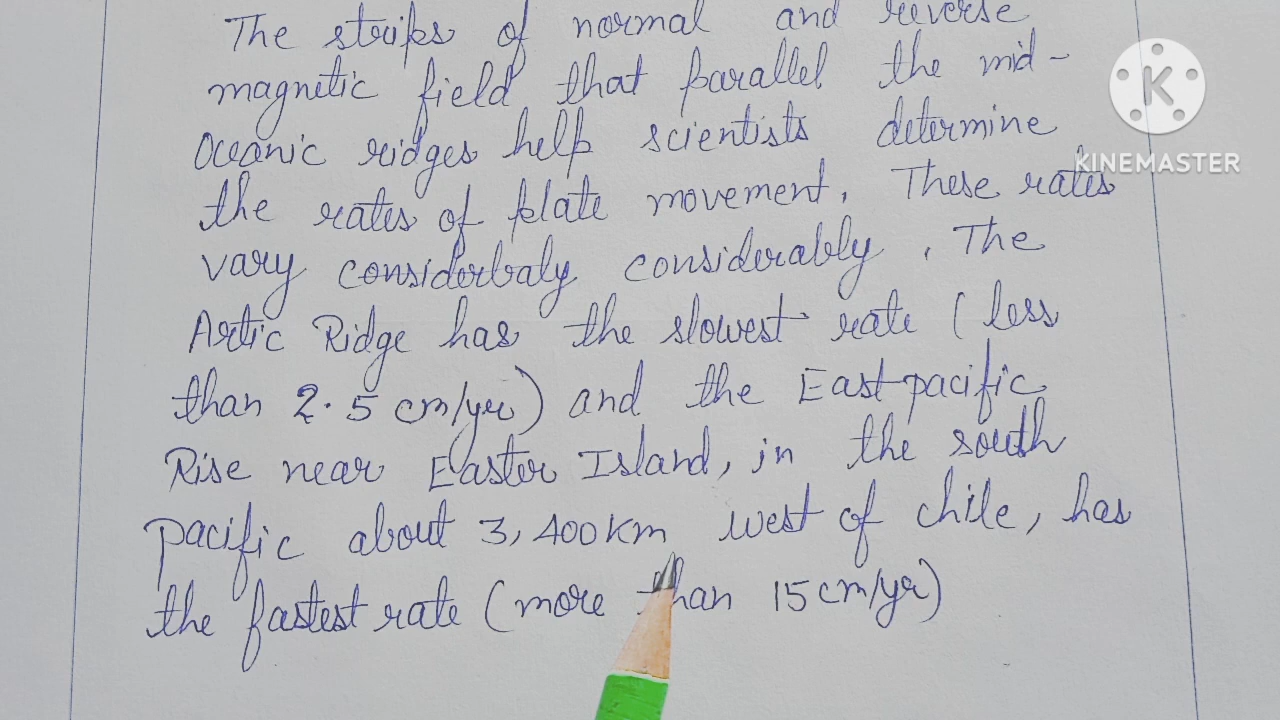 The strips of normal and reverse
magnetic field that parallel the mid-
Oceanic ridges help scientists determine
the rates of plate movement. These rates
vary considerbaly considerably. The
Artic Ridge has the slowest rate (less
than 2.5 cm/yr) and the East pacific
Rise near Easter Island, in the south
pacific about 3,400 km west of chile, has
the fastest rate (more than 15 cm/yr)
K
KINEMASTER